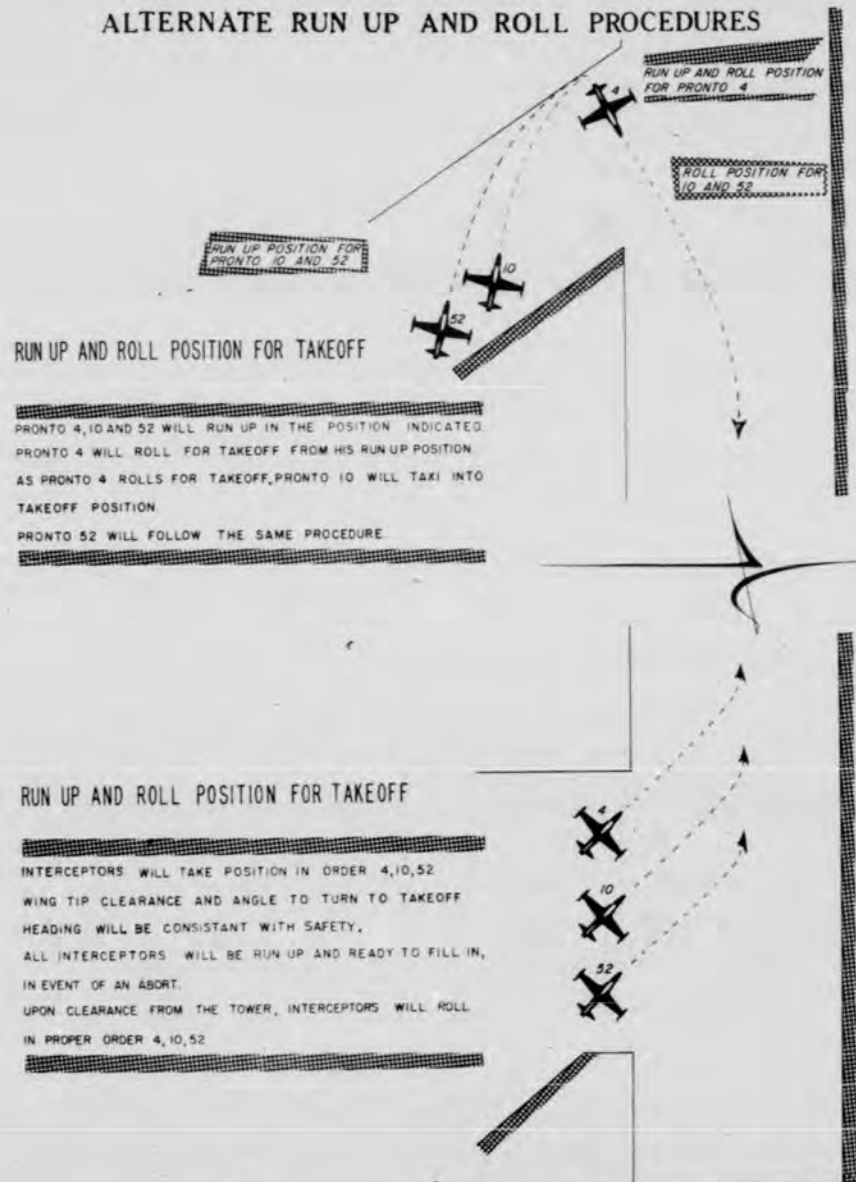 ALTERNATE RUN UP AND ROLL PROCEDURES
RUN UP AND ROLL POSITION
FOR PRONTO 4
4
ROLL POSITION FOR
10 AND 52
RUN UP POSITION FOR
PRONTO 10 AND 52
10
52
RUN UP AND ROLL POSITION FOR TAKEOFF
PRONTO 4, 10 AND 52 WILL RUN UP IN THE POSITION INDICATED
PRONTO 4 WILL ROLL FOR TAKEOFF FROM HIS RUN UP POSITION
AS PRONTO 4 ROLLS FOR TAKEOFF, PRONTO 10 WILL TAXI INTO
TAKEOFF POSITION
PRONTO 52 WILL FOLLOW THE SAME PROCEDURE
RUN UP AND ROLL POSITION FOR TAKEOFF
4
10
52
INTERCEPTORS WILL TAKE POSITION IN ORDER 4, 10, 52
WING TIP CLEARANCE AND ANGLE TO TURN TO TAKEOFF
HEADING WILL BE CONSISTANT WITH SAFETY,
ALL INTERCEPTORS WILL BE RUN UP AND READY TO FILL IN,
IN EVENT OF AN ABORT.
UPON CLEARANCE FROM THE TOWER, INTERCEPTORS WILL ROLL
IN PROPER ORDER 4, 10, 52